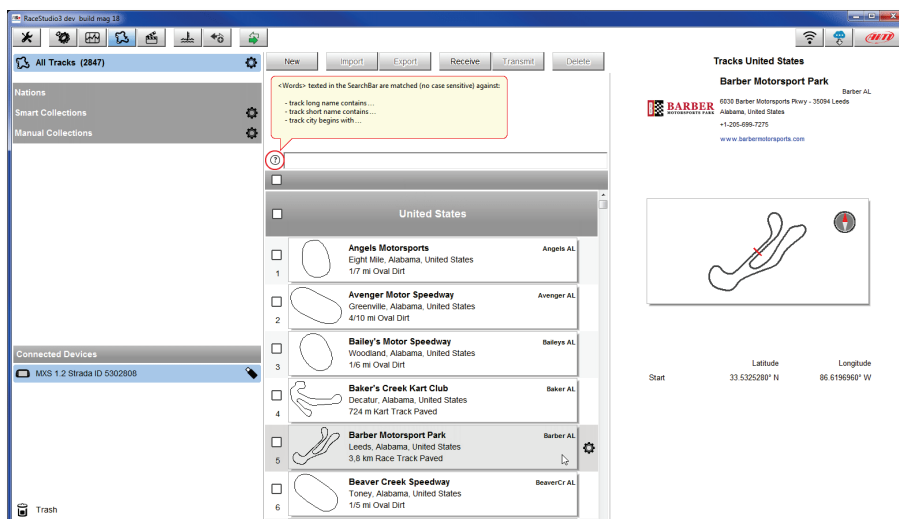 RaceStudio3 dev build mag 18
All Tracks (2847)
Nations
Smart Collections
Manual Collections
Connected Devices
MXS 1.2 Strada ID 5302808
Trash
New Import Export Receive Transmit Delete
<Words> texted in the SearchBar are matched (no case sensitive) against:
- track long name contains...
- track short name contains...
- track city begins with ...
?
United States
Angels Motorsports Angels AL
Eight Mile, Alabama, United States
1/7 mi Oval Dirt
1
Avenger Motor Speedway Avenger AL
Greenville, Alabama, United States
4/10 mi Oval Dirt
2
Bailey's Motor Speedway Baileys AL
Woodland, Alabama, United States
1/6 mi Oval Dirt
3
Baker's Creek Kart Club Baker AL
Decatur, Alabama, United States
724 m Kart Track Paved
4
Barber Motorsport Park Barber AL
Leeds, Alabama, United States
3,8 km Race Track Paved
5
Beaver Creek Speedway BeaverCr AL
Toney, Alabama, United States
1/5 mi Oval Dirt
6
AiM
Tracks United States
Barber Motorsport Park
Barber AL
BARBER
MOTORSPORTS PARK
6030 Barber Motorsports Pkwy - 35094 Leeds
Alabama, United States
+1-205-699-7275
www.barbermotorsports.com
Latitude Longitude
Start 33.5325280° N 86.6196960° W